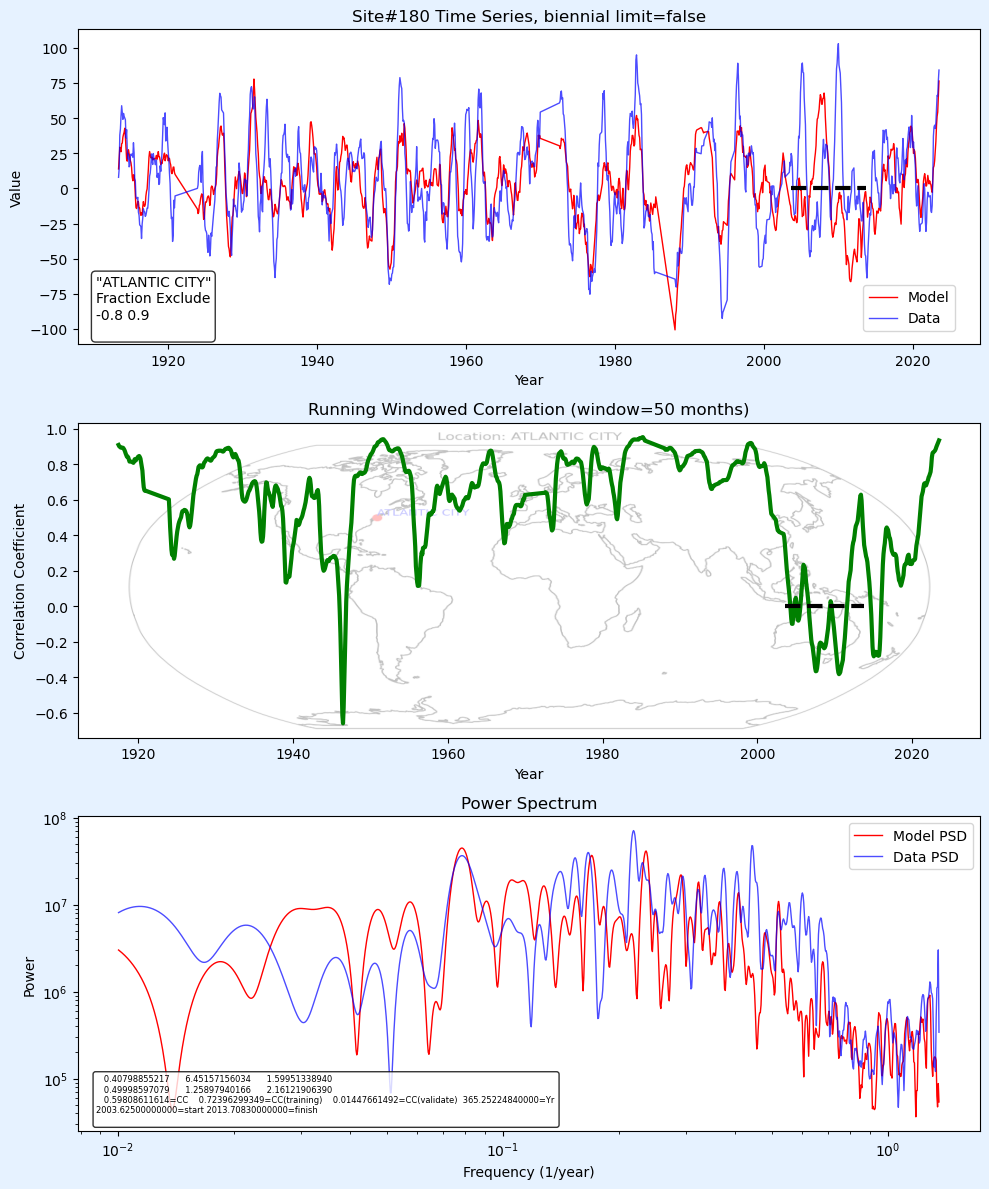 Site#180 Time Series, biennial limit=false
Value
100
75
50
25
0
−25
−50
−75
−100
"ATLANTIC CITY"
Fraction Exclude
-0.8 0.9
Model
Data
1920
1940
1960
1980
2000
2020
Year
Running Windowed Correlation (window=50 months)
Location: ATLANTIC CITY
ATLANTIC CITY
Correlation Coefficient
1.0
0.8
0.6
0.4
0.2
0.0
−0.2
−0.4
−0.6
1920
1940
1960
1980
2000
2020
Year
Power Spectrum
Power
10^8
10^7
10^6
10^5
Model PSD
Data PSD
0.40798855217 6.45157156034 1.59951338940
0.49998597079 1.25897940166 2.16121906390
0.59808611614=CC 0.72396299349=CC(training) 0.01447661492=CC(validate) 365.25224840000=Yr
2003.62500000000=start 2013.70830000000=finish
10^−2
10^−1
10^0
Frequency (1/year)